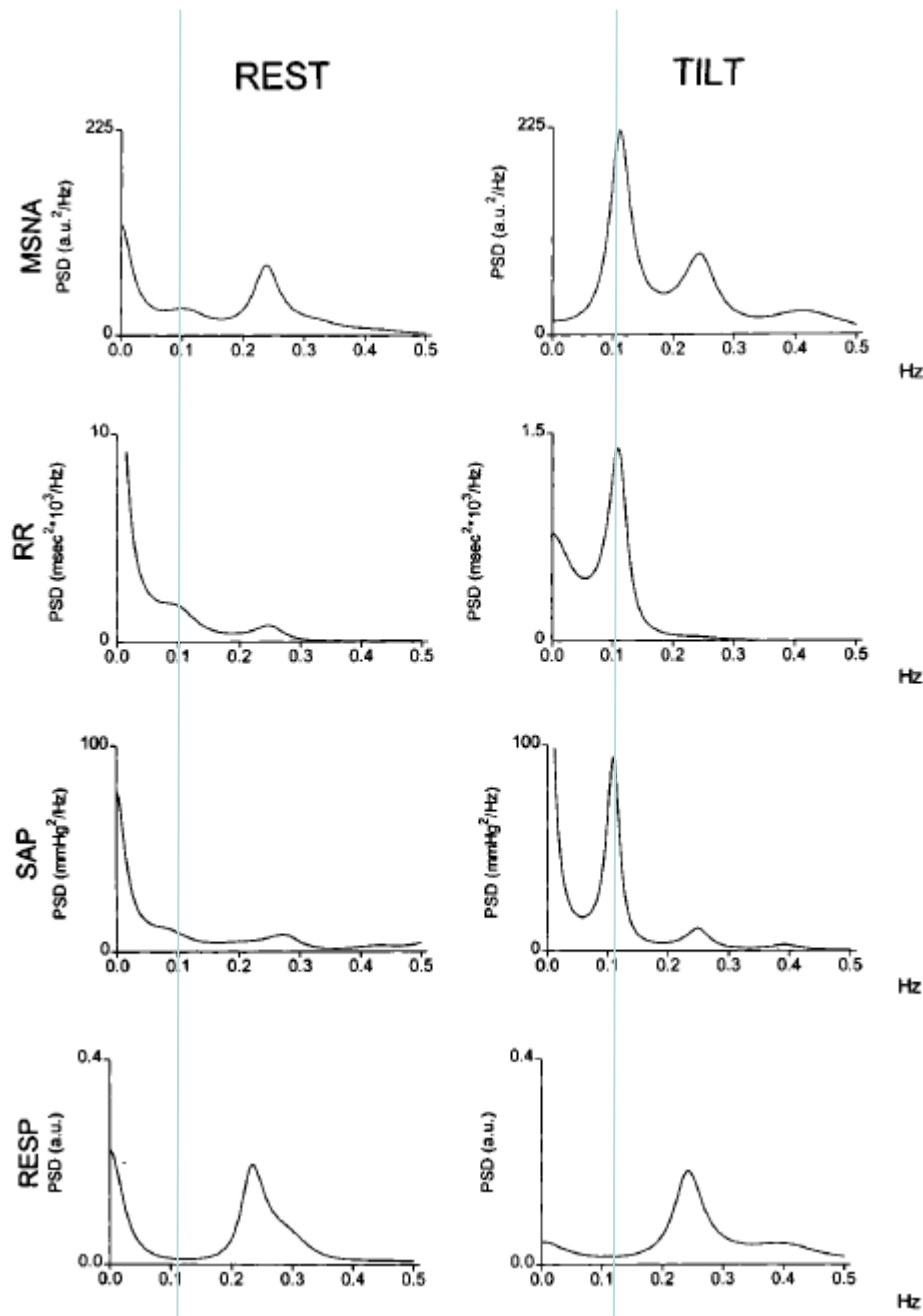 REST
TILT
MSNA
PSD (a.u.²/Hz)
225
0
0.0 0.1 0.2 0.3 0.4 0.5
PSD (a.u.²/Hz)
225
0
0.0 0.1 0.2 0.3 0.4 0.5
Hz
RR
PSD (msec²*10³/Hz)
10
0
0.0 0.1 0.2 0.3 0.4 0.5
PSD (msec²*10³/Hz)
1.5
0
0.0 0.1 0.2 0.3 0.4 0.5
Hz
SAP
PSD (mmHg²/Hz)
100
0
0.0 0.1 0.2 0.3 0.4 0.5
PSD (mmHg²/Hz)
100
0
0.0 0.1 0.2 0.3 0.4 0.5
Hz
RESP
PSD (a.u.)
0.4
0.0
0.0 0.1 0.2 0.3 0.4 0.5
PSD (a.u.)
0.4
0.0
0.0 0.1 0.2 0.3 0.4 0.5
Hz